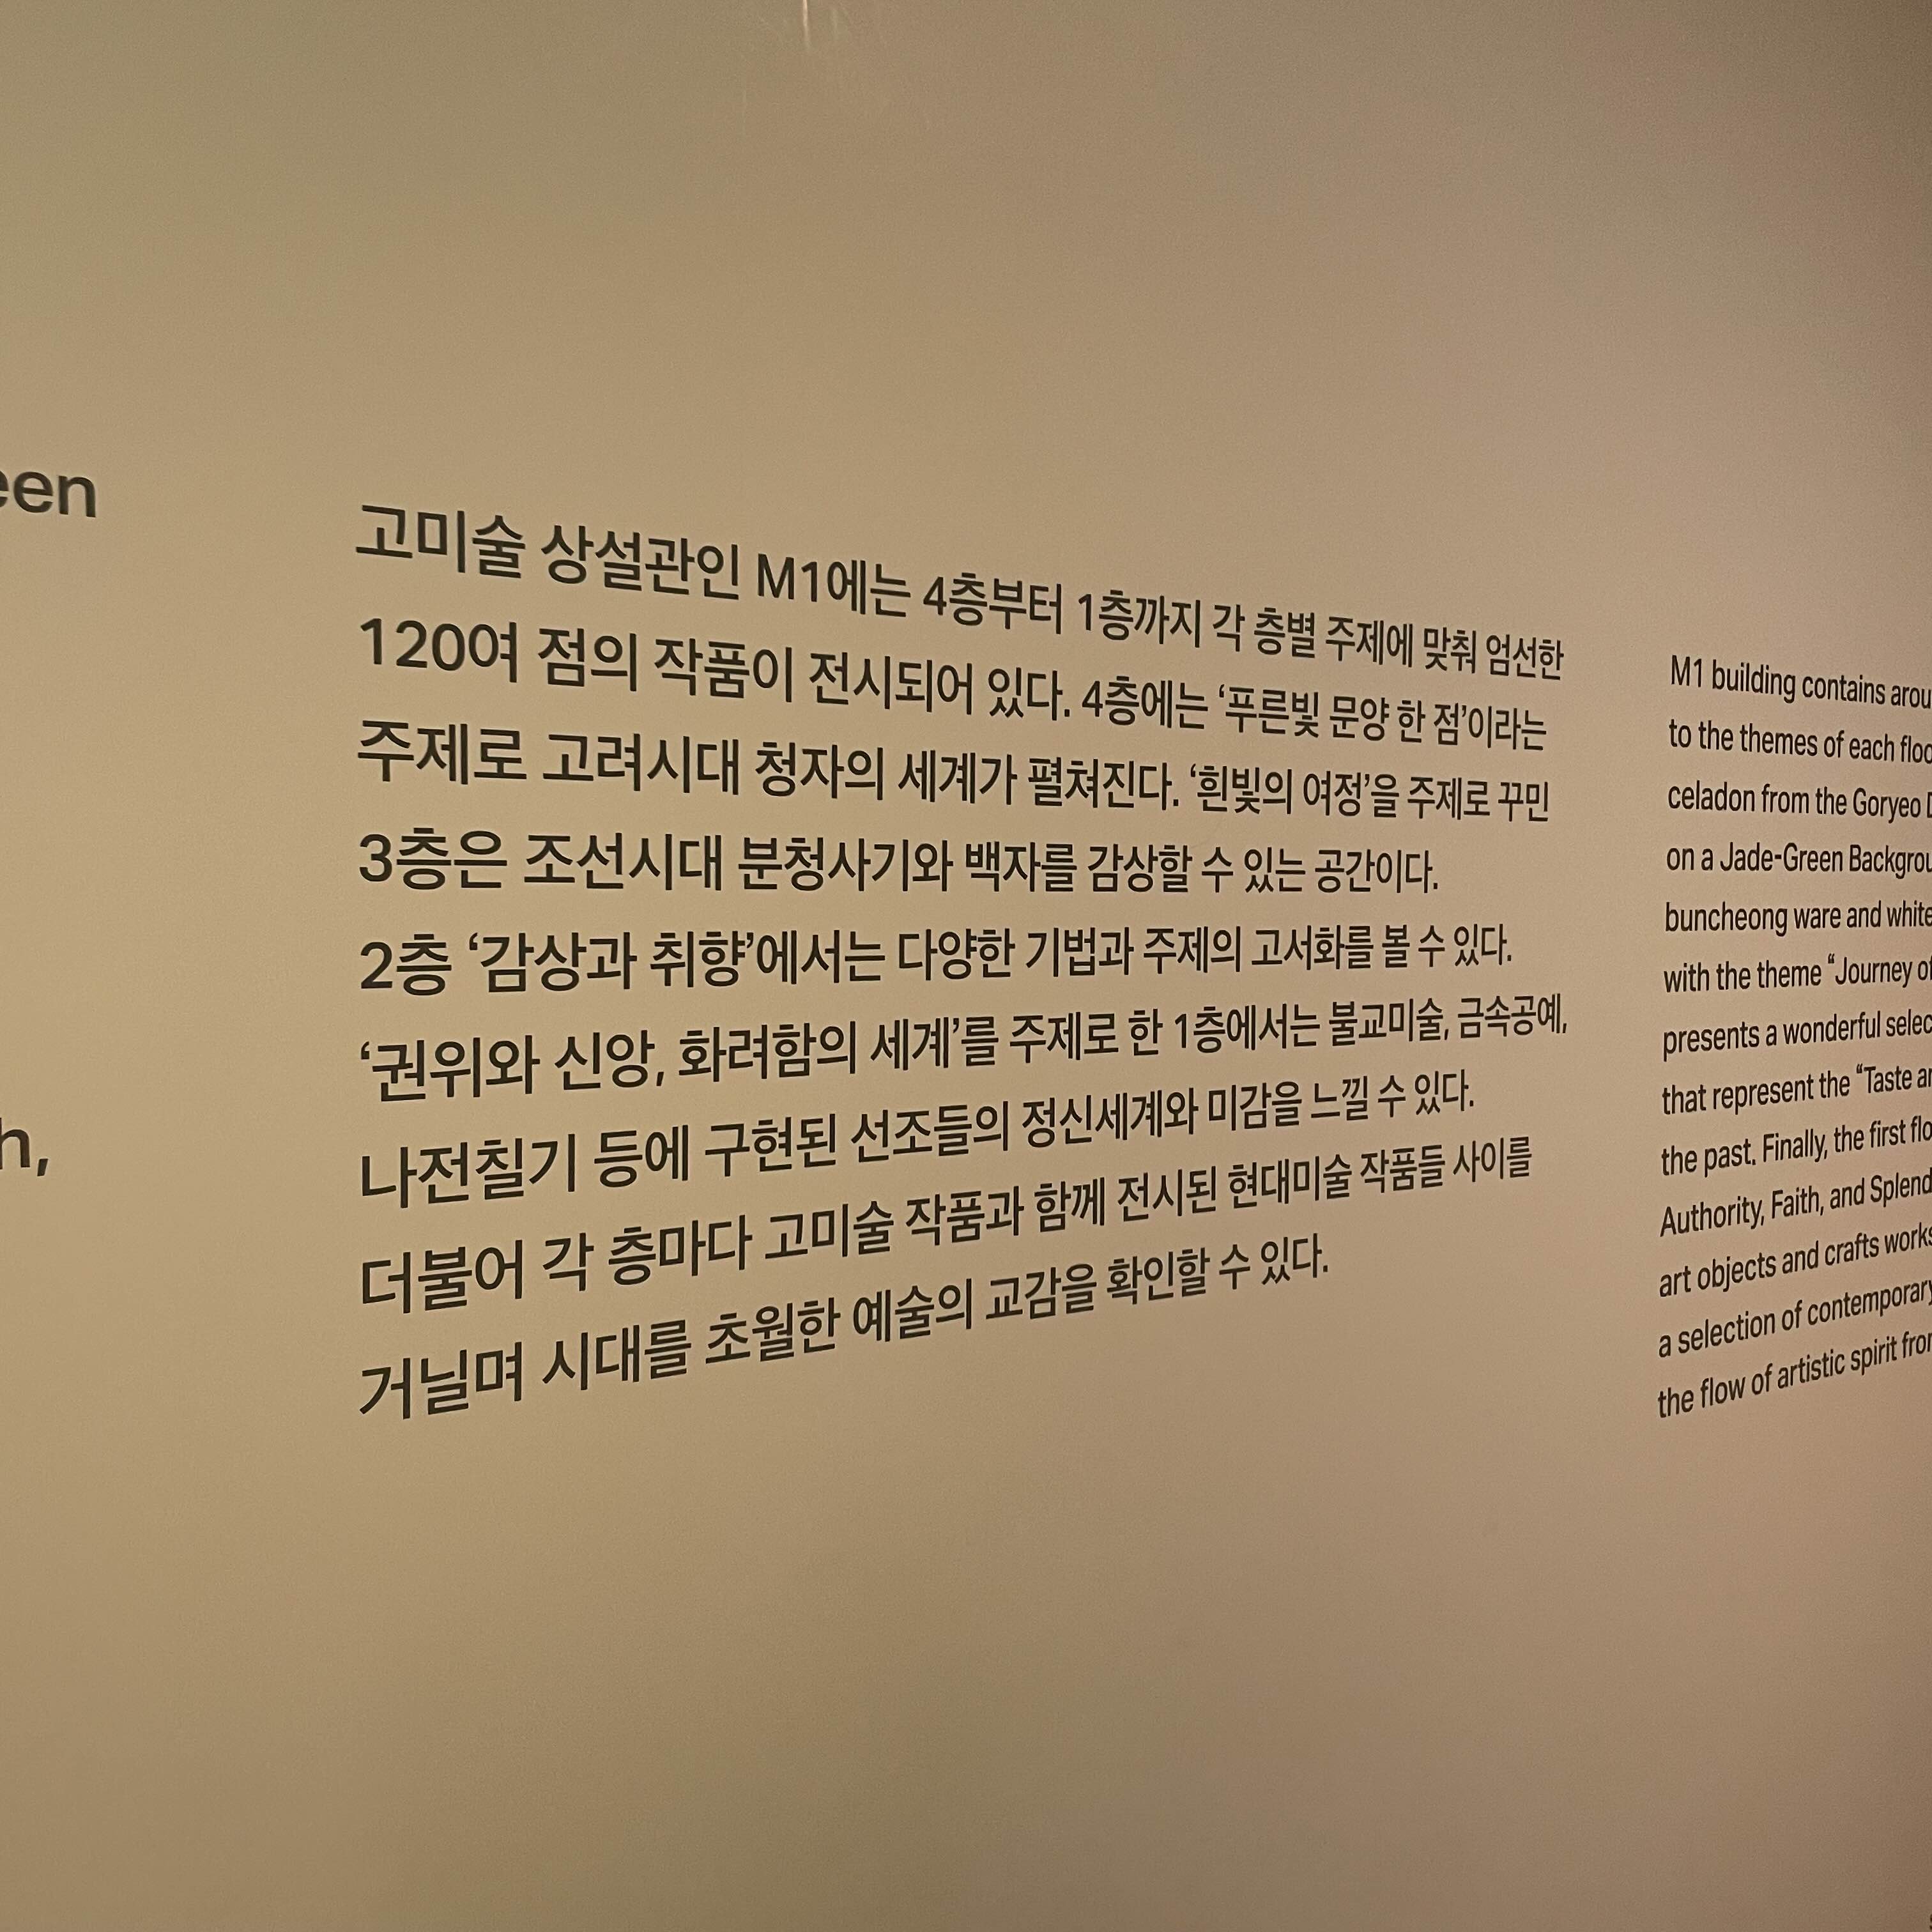 고미술 상설관인 M1에는 4층부터 1층까지 각 층별 주제에 맞춰 엄선한
120여 점의 작품이 전시되어 있다. 4층에는 ‘푸른빛 문양 한 점’이라는
주제로 고려시대 청자의 세계가 펼쳐진다. ‘흰빛의 여정’을 주제로 꾸민
3층은 조선시대 분청사기와 백자를 감상할 수 있는 공간이다.
2층 ‘감상과 취향’에서는 다양한 기법과 주제의 고서화를 볼 수 있다.
‘권위와 신앙, 화려함의 세계’를 주제로 한 1층에서는 불교미술, 금속공예,
나전칠기 등에 구현된 선조들의 정신세계와 미감을 느낄 수 있다.
더불어 각 층마다 고미술 작품과 함께 전시된 현대미술 작품들 사이를
거닐며 시대를 초월한 예술의 교감을 확인할 수 있다.
M1 building contains
to the themes of each
celadon from the Goryeo
on a Jade-Green
buncheong ware and white
with the theme “Journey of
presents a wonderful
that represent the “Taste
the past. Finally, the first
Authority, Faith, and
art objects and crafts works
a selection of contemporary
the flow of artistic spirit